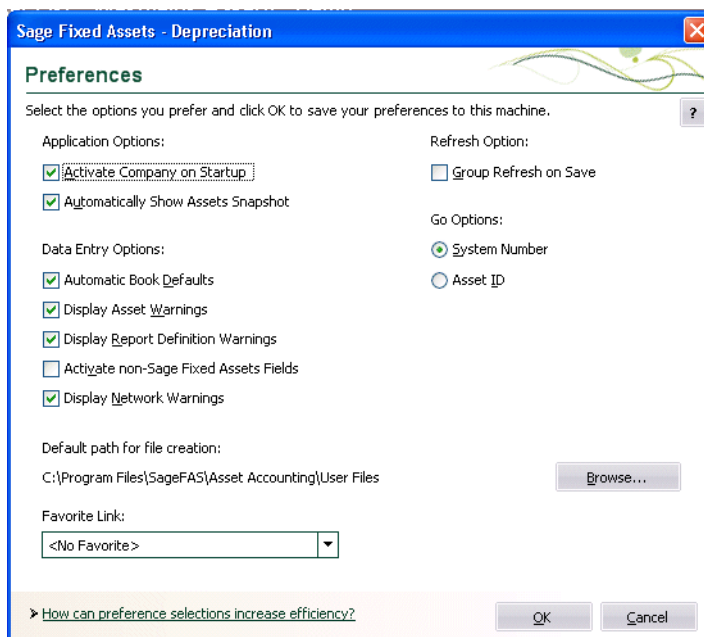 Sage Fixed Assets - Depreciation
Preferences
Select the options you prefer and click OK to save your preferences to this machine.
?
Application Options:
Activate Company on Startup
Automatically Show Assets Snapshot
Refresh Option:
Group Refresh on Save
Go Options:
System Number
Asset ID
Data Entry Options:
Automatic Book Defaults
Display Asset Warnings
Display Report Definition Warnings
Activate non-Sage Fixed Assets Fields
Display Network Warnings
Default path for file creation:
C:\Program Files\SageFAS\Asset Accounting\User Files
Browse...
Favorite Link:
<No Favorite>
How can preference selections increase efficiency?
OK
Cancel